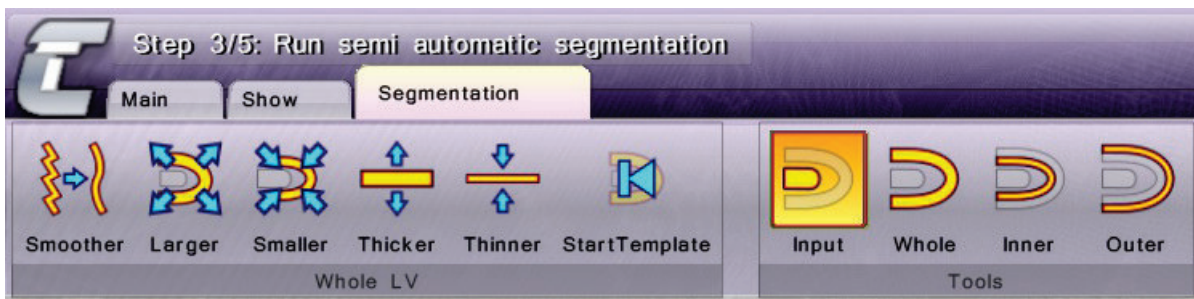 Step 3/5: Run semi automatic segmentation
Main Show Segmentation
Smoother Larger Smaller Thicker Thinner StartTemplate Input Whole Inner Outer
Whole LV Tools